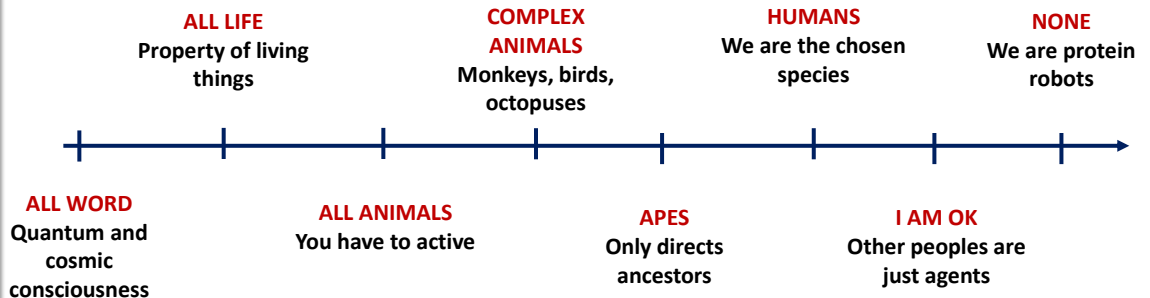 ALL LIFE
Property of living
things
COMPLEX
ANIMALS
Monkeys, birds,
octopuses
HUMANS
We are the chosen
species
NONE
We are protein
robots
ALL WORD
Quantum and
cosmic
consciousness
ALL ANIMALS
You have to active
APES
Only directs
ancestors
I AM OK
Other peoples are
just agents